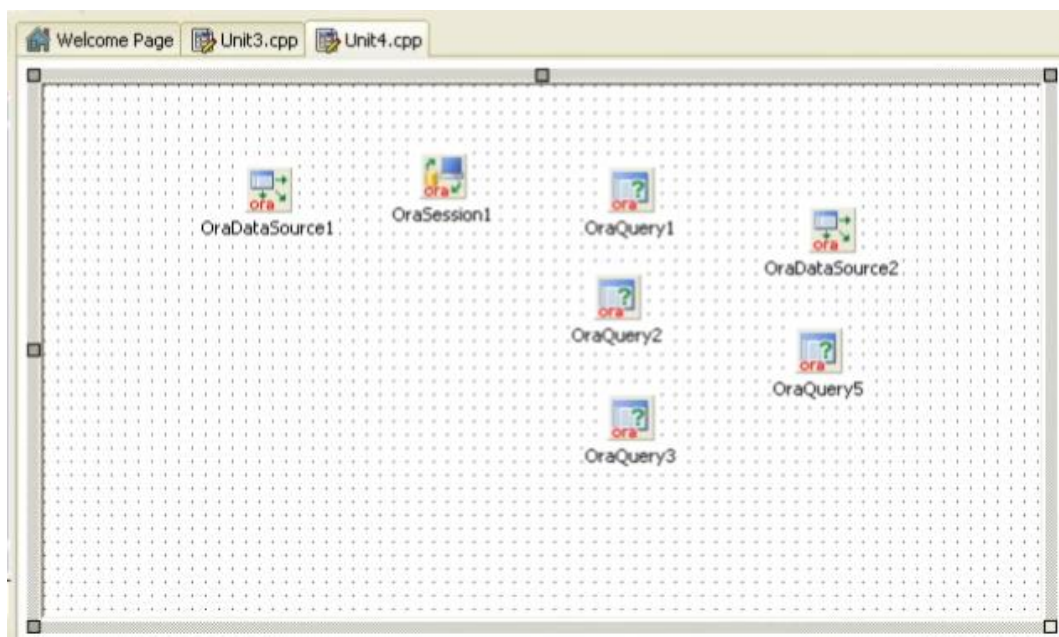 Welcome Page Unit3.cpp Unit4.cpp
ora
OraDataSource1
ora
OraSession1
ora
OraQuery1
ora
OraDataSource2
ora
OraQuery2
ora
OraQuery5
ora
OraQuery3